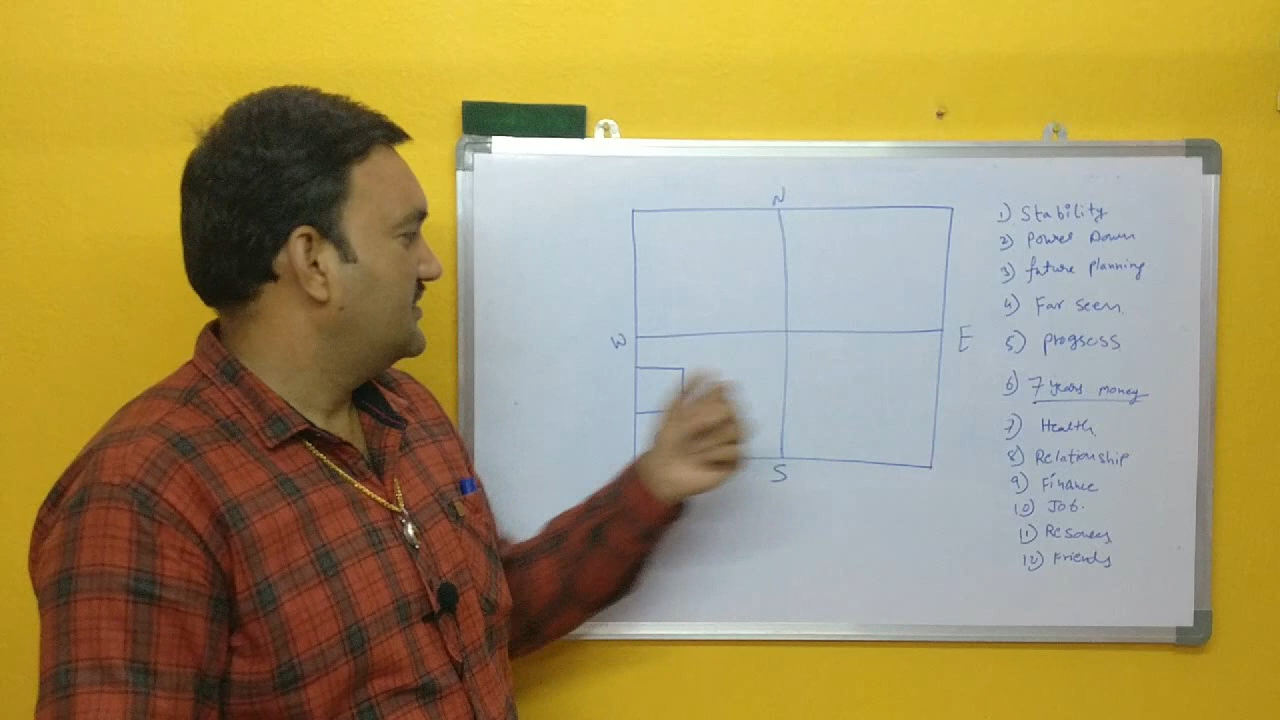 N
W
E
S
1) Stability
2) Power Down
3) future planning
4) Far seen
5) Progress
6) 7 years money
7) Health
8) Relationship
9) Finance
10) Job.
11)
12) Friends